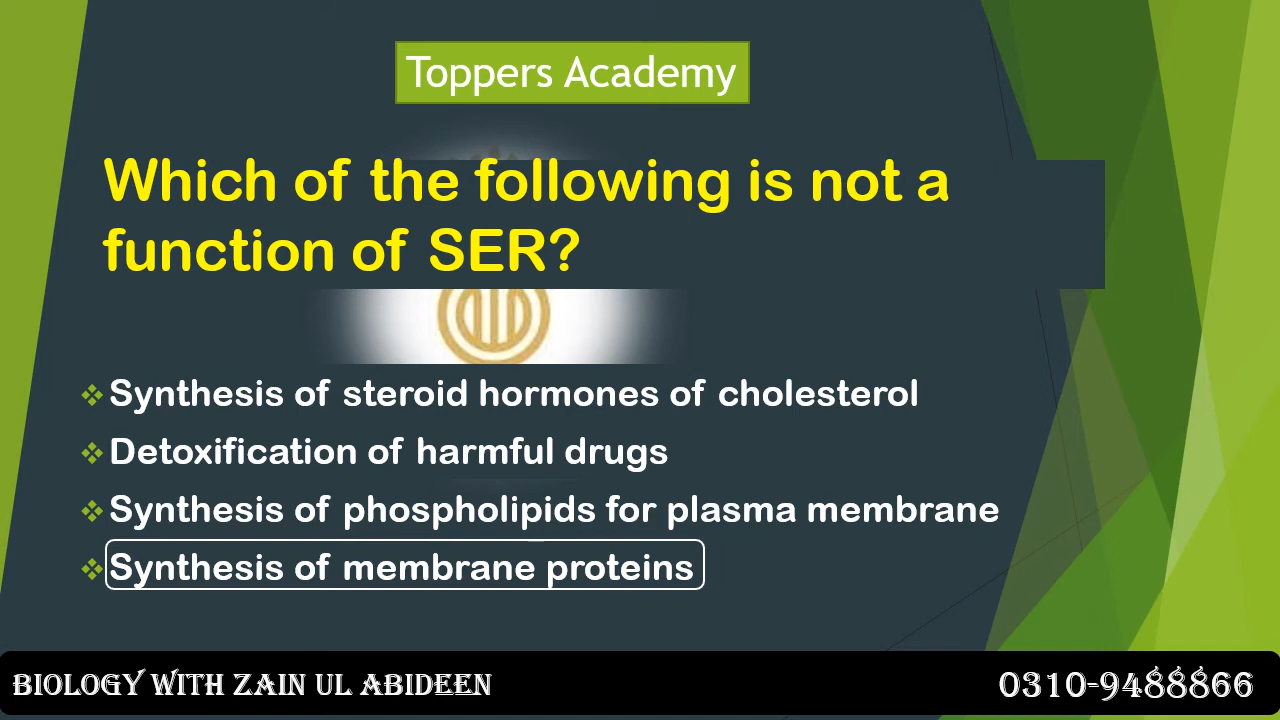 Toppers Academy
Which of the following is not a
function of SER?
Synthesis of steroid hormones of cholesterol
Detoxification of harmful drugs
Synthesis of phospholipids for plasma membrane
Synthesis of membrane proteins
BIOLOGY WITH ZAIN UL ABIDEEN
0310-9488866